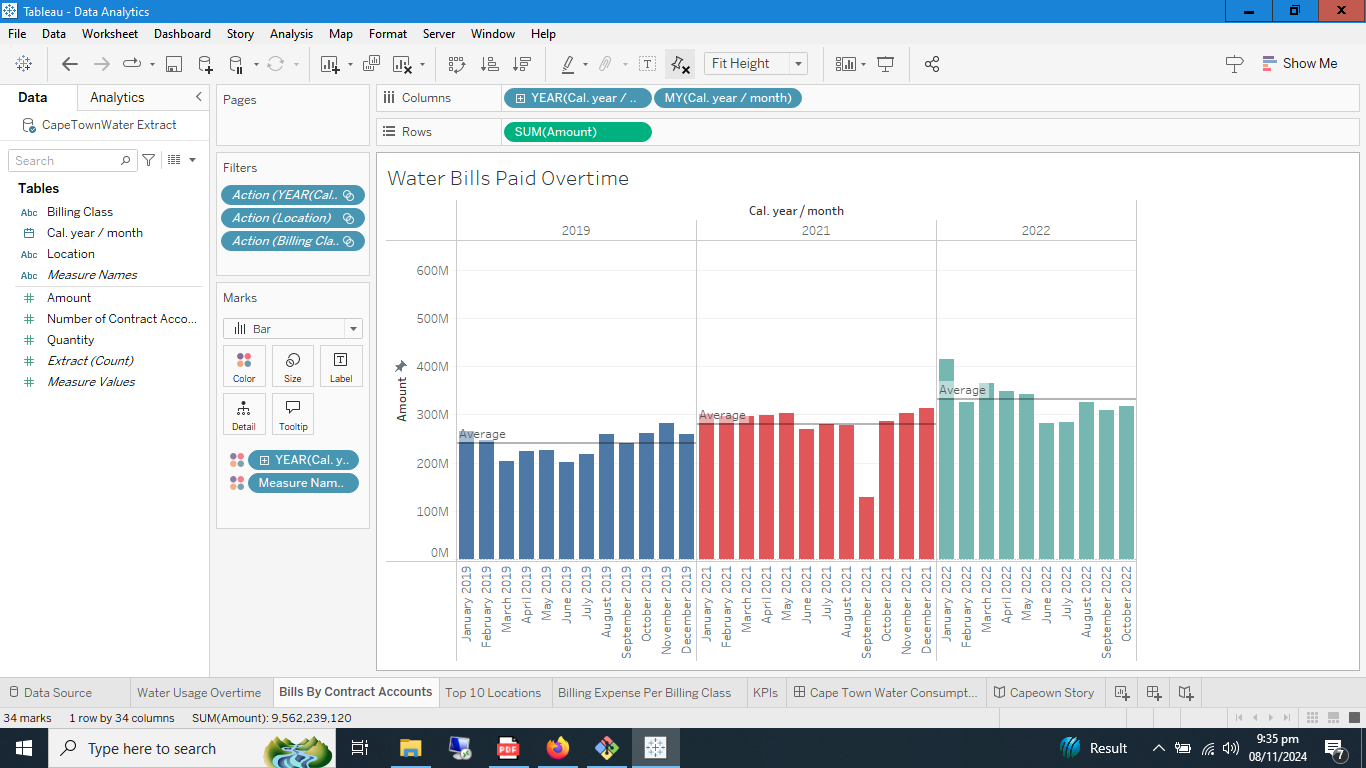 Tableau - Data Analytics
File Data Worksheet Dashboard Story Analysis Map Format Server Window Help
Fit Height
Show Me
Data Analytics
CapeTownWater Extract
Search
Tables
Abc Billing Class
Cal. year / month
Abc Location
Abc Measure Names
Amount
Number of Contract Acco...
Quantity
Extract (Count)
Measure Values
Pages
Filters
Action (YEAR(Cal..
Action (Location)
Action (Billing Cla..
Marks
Bar
Color Size Label
Detail Tooltip
YEAR(Cal. y..
Measure Nam..
Columns YEAR(Cal. year / .. MY(Cal. year / month)
Rows SUM(Amount)
Water Bills Paid Overtime
Cal. year / month
2019 2021 2022
600M
500M
400M
300M
200M
100M
0M
Amount
Average
Average
Average
January 2019
February 2019
March 2019
April 2019
May 2019
June 2019
July 2019
August 2019
September 2019
October 2019
November 2019
December 2019
January 2021
February 2021
March 2021
April 2021
May 2021
June 2021
July 2021
August 2021
September 2021
October 2021
November 2021
December 2021
January 2022
February 2022
March 2022
April 2022
May 2022
June 2022
July 2022
August 2022
September 2022
October 2022
Data Source Water Usage Overtime Bills By Contract Accounts Top 10 Locations Billing Expense Per Billing Class KPIs Cape Town Water Consumpt... Capeown Story
34 marks 1 row by 34 columns SUM(Amount): 9,562,239,120
Type here to search
PDF
Result
9:35 pm
08/11/2024
7